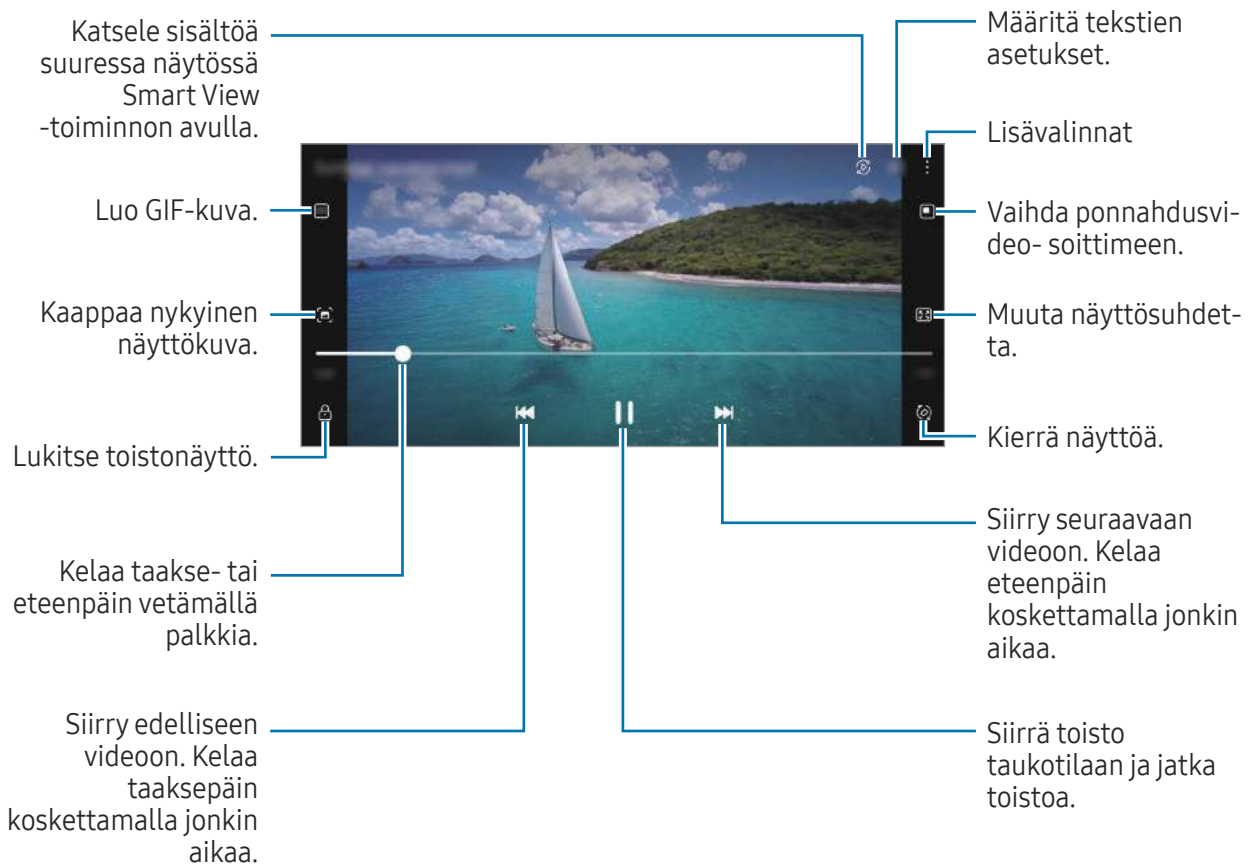 Katsele sisältöä
suuressa näytössä
Smart View
-toiminnon avulla.
Luo GIF-kuva.
Kaappaa nykyinen
näyttökuva.
Lukitse toistonäyttö.
Kelaa taakse- tai
eteenpäin vetämällä
palkkia.
Siirry edelliseen
videoon. Kelaa
taaksepäin
koskettamalla jonkin
aikaa.
Määritä tekstien
asetukset.
Lisävalinnat
Vaihda ponnahdusvi-
deo- soittimeen.
Muuta näyttösuhdet-
ta.
Kierrä näyttöä.
Siirry seuraavaan
videoon. Kelaa
eteenpäin
koskettamalla jonkin
aikaa.
Siirrä toisto
taukotilaan ja jatka
toistoa.